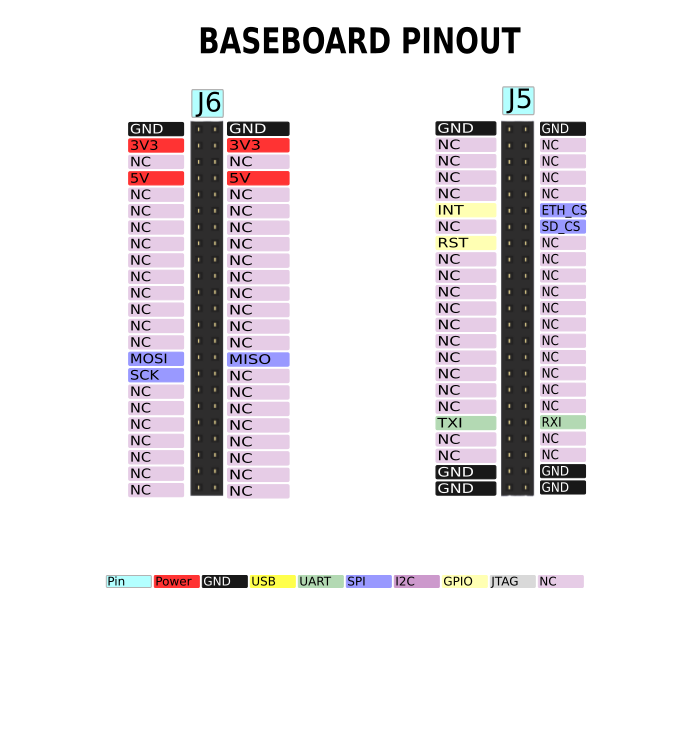 BASEBOARD PINOUT
J6 J5
GND GND GND GND
3V3 3V3 NC NC
NC NC NC NC
5V 5V NC NC
NC NC NC NC
NC NC INT ETH_CS
NC NC NC SD_CS
NC NC RST NC
NC NC NC NC
NC NC NC NC
NC NC NC NC
NC NC NC NC
NC NC NC NC
NC NC NC NC
MOSI MISO NC NC
SCK NC NC NC
NC NC NC NC
NC NC NC NC
NC NC TXI RXI
NC NC NC NC
NC NC NC NC
NC NC GND GND
NC NC GND GND
Pin Power GND USB UART SPI I2C GPIO JTAG NC